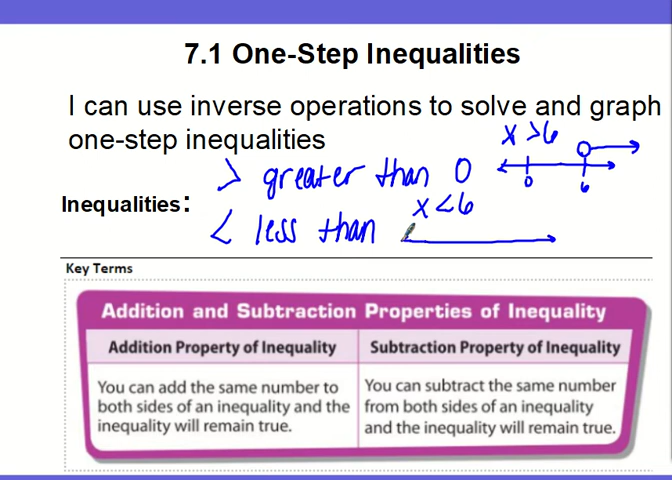 7.1 One-Step Inequalities
I can use inverse operations to solve and graph
one-step inequalities
x > 6
> greater than O
0 6
Inequalities:
x < 6
< less than
Key Terms
Addition and Subtraction Properties of Inequality
Addition Property of Inequality
Subtraction Property of Inequality
You can add the same number to
both sides of an inequality and the
inequality will remain true.
You can subtract the same number
from both sides of an inequality
and the inequality will remain true.